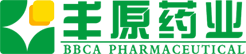 丰原药业
BBCA PHARMACEUTICAL